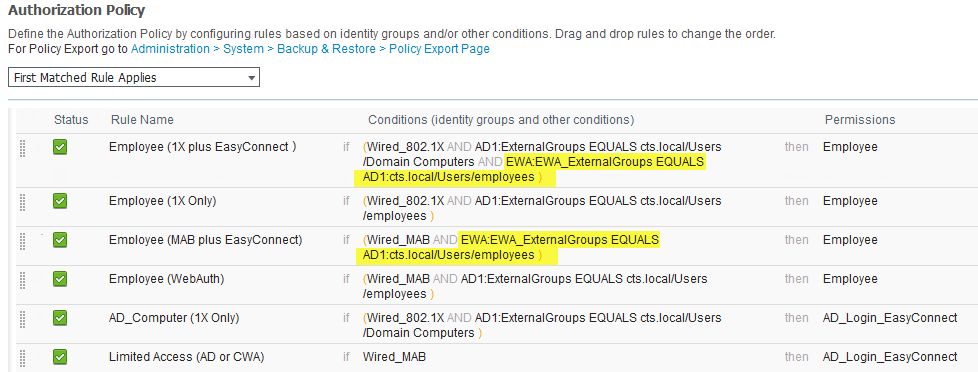 Authorization Policy
Define the Authorization Policy by configuring rules based on identity groups and/or other conditions. Drag and drop rules to change the order.
For Policy Export go to Administration > System > Backup & Restore > Policy Export Page
First Matched Rule Applies
Status Rule Name Conditions (identity groups and other conditions) Permissions
Employee (1X plus EasyConnect ) if (Wired_802.1X AND AD1:ExternalGroups EQUALS cts.local/Users then Employee
/Domain Computers AND EWA:EWA_ExternalGroups EQUALS
AD1:cts.local/Users/employees )
Employee (1X Only) if (Wired_802.1X AND AD1:ExternalGroups EQUALS cts.local/Users then Employee
/employees )
Employee (MAB plus EasyConnect) if (Wired_MAB AND EWA:EWA_ExternalGroups EQUALS then Employee
AD1:cts.local/Users/employees )
Employee (WebAuth) if (Wired_MAB AND AD1:ExternalGroups EQUALS cts.local/Users then Employee
/employees )
AD_Computer (1X Only) if (Wired_802.1X AND AD1:ExternalGroups EQUALS cts.local/Users then AD_Login_EasyConnect
/Domain Computers )
Limited Access (AD or CWA) if Wired_MAB then AD_Login_EasyConnect